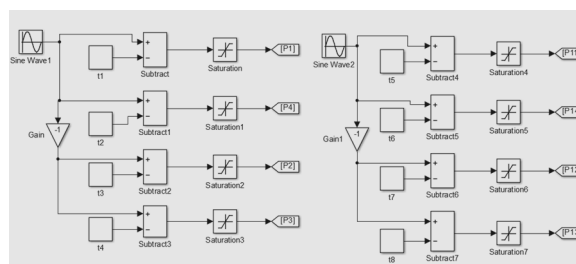 Sine Wave1
t1
Subtract
Saturation
[P1]
t2
Subtract1
Saturation1
[P4]
Gain
-1
t3
Subtract2
Saturation2
[P2]
t4
Subtract3
Saturation3
[P3]
Sine Wave2
t5
Subtract4
Saturation4
t6
Subtract5
Saturation5
Gain1
-1
t7
Subtract6
Saturation6
t8
Subtract7
Saturation7